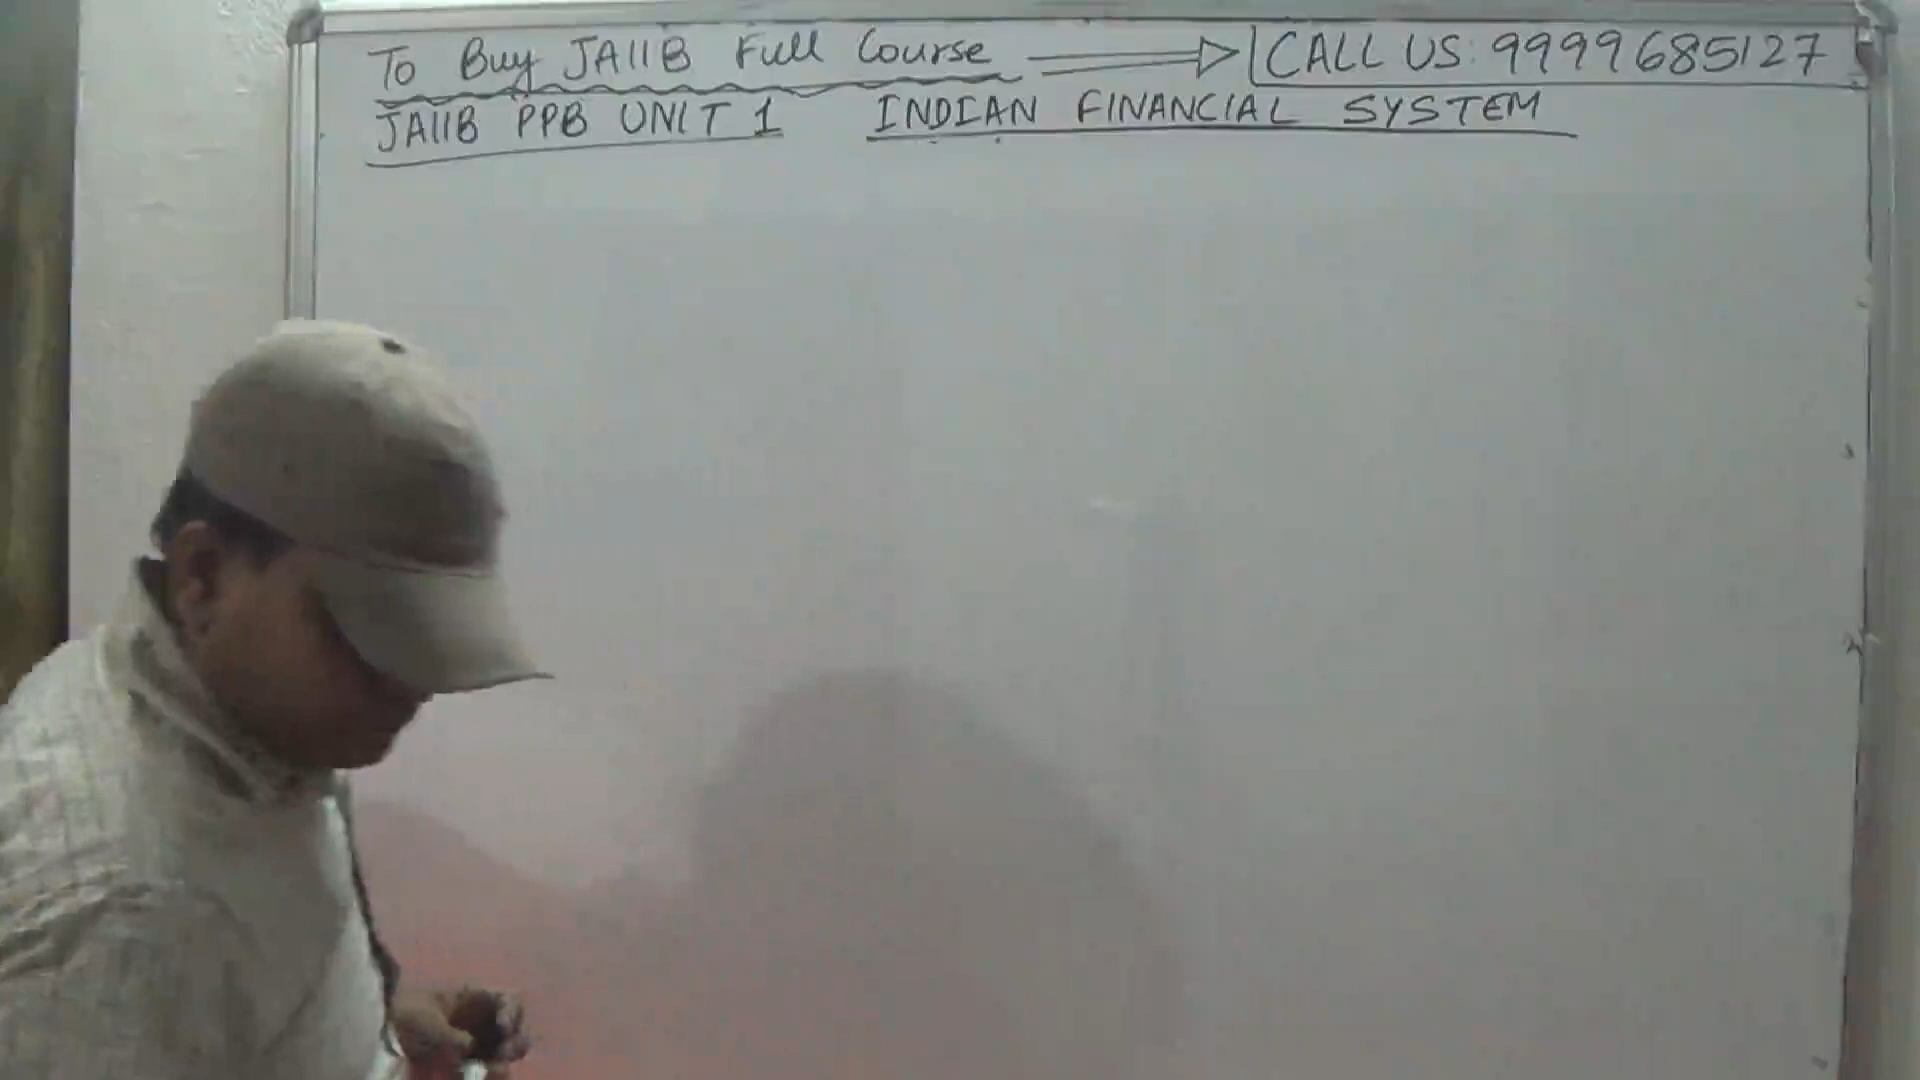 To Buy JAIIB Full Course CALL US: 9999685127
JAIIB PPB UNIT 1 INDIAN FINANCIAL SYSTEM